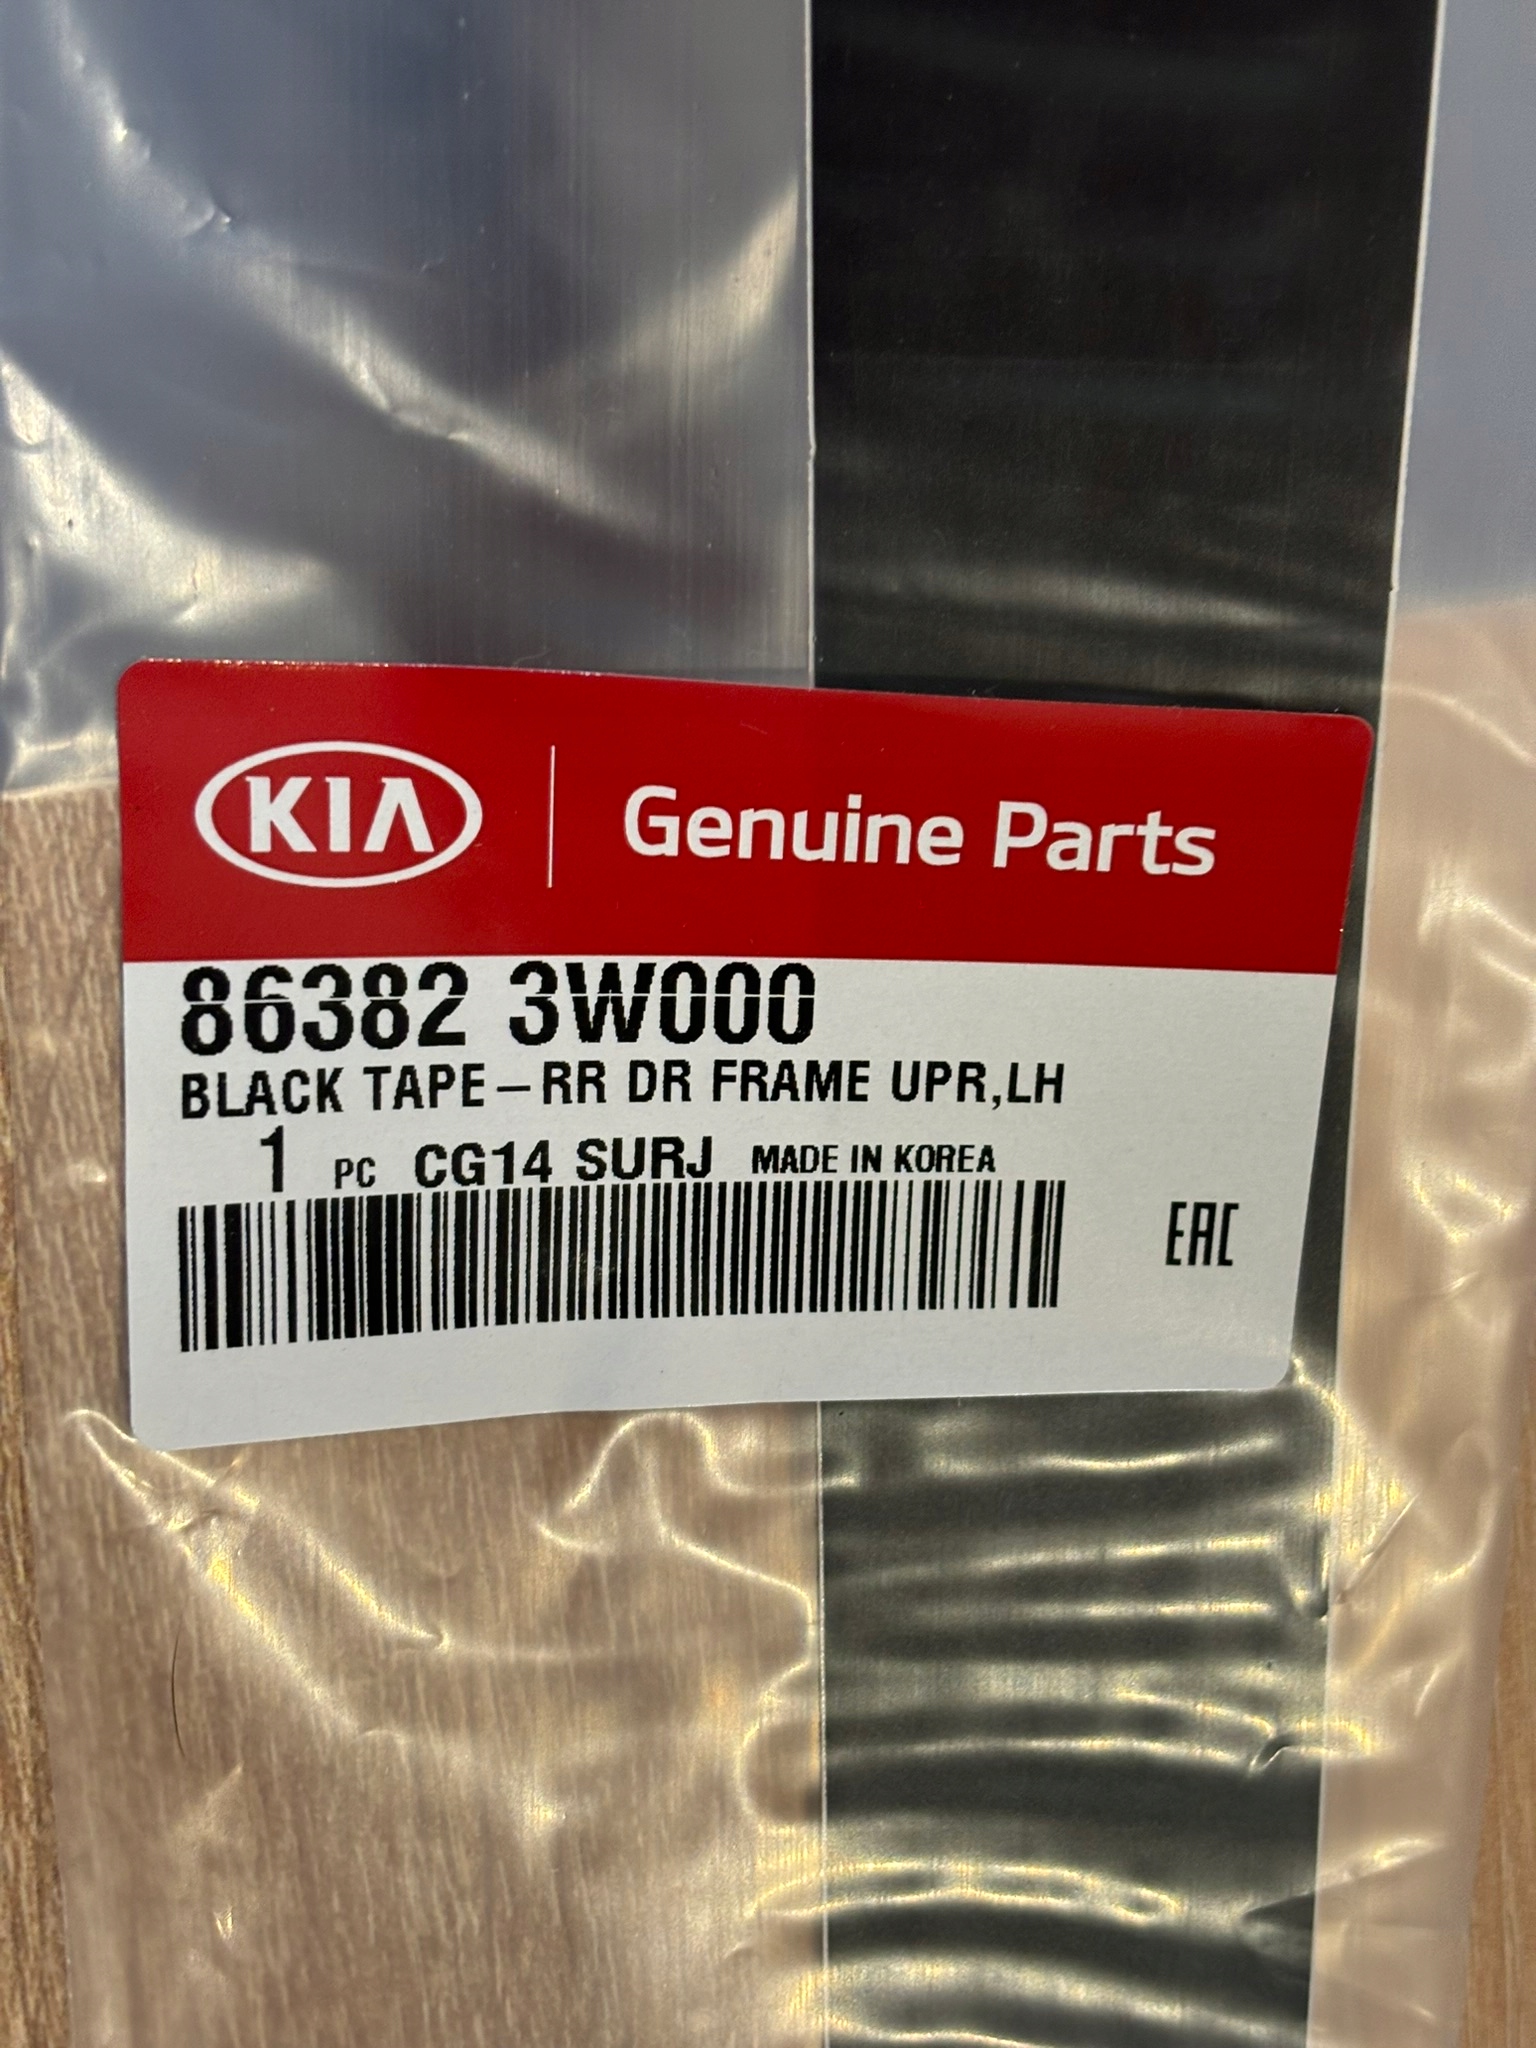 KIA Genuine Parts
86382 3W000
BLACK TAPE-RR DR FRAME UPR,LH
1 PC CG14 SURJ MADE IN KOREA
EAC